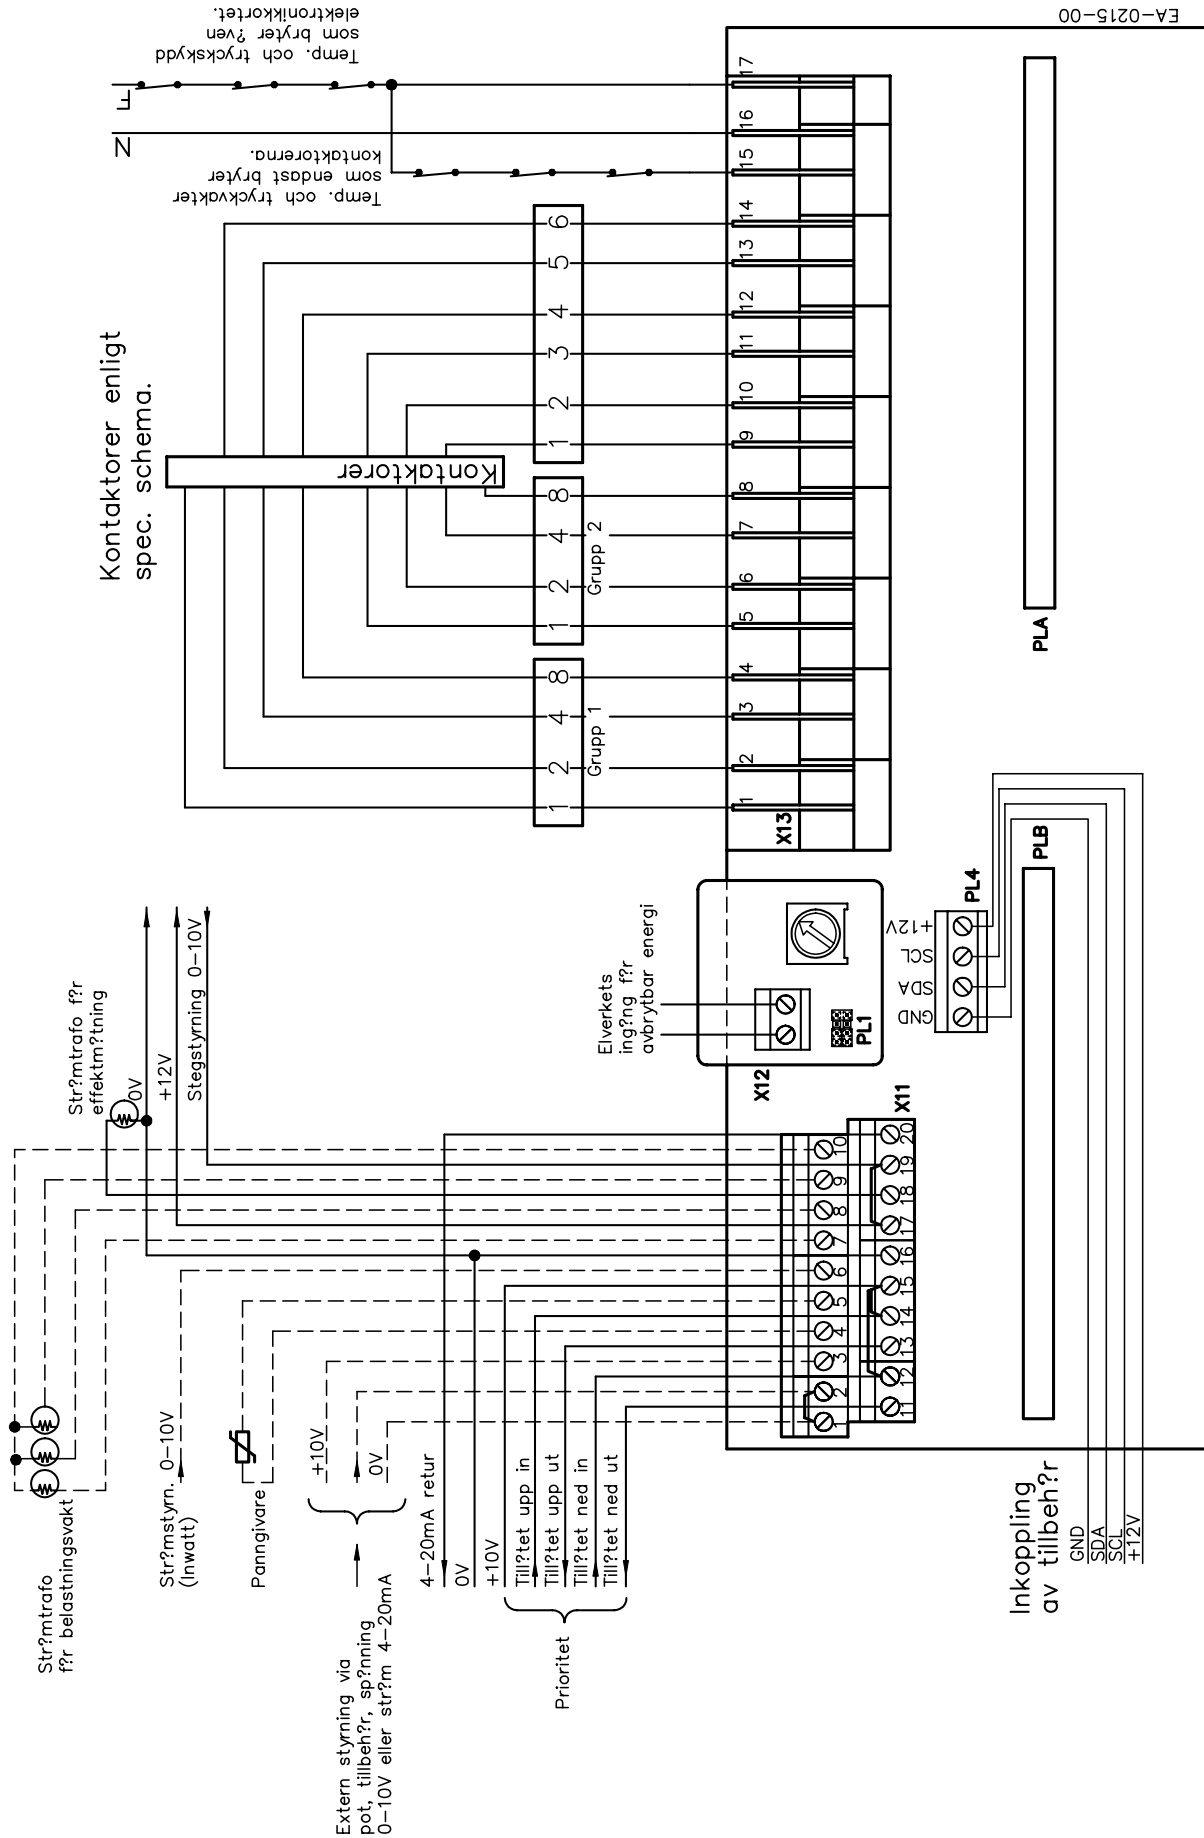 EA-0215-00
Temp. och tryckskydd
som bryter ?ven
elektronikkortet.
F
N
Temp. och tryckvakter
som endast bryter
kontaktorerna.
Kontaktorer enligt
spec. schema.
Kontaktorer
1 2 4 8
Grupp 1
1 2 4 8
Grupp 2
1 2 3 4 5 6
X13
1 2 3 4 5 6 7 8 9 10 11 12 13 14 15 16 17
PLA
PLB
Str?mtrafo f?r
effektm?tning
0V
+12V
Stegstyrning 0-10V
Elverkets
ing?ng f?r
avbrytbar energi
X12
PL1
PL4
GND
SDA
SCL
+12V
X11
1 2 3 4 5 6 7 8 9 10
11 12 13 14 15 16 17 18 19 20
Str?mtrafo
f?r belastningsvakt
Str?mstyrn. 0-10V
(Inwatt)
Panngivare
+10V
0V
Extern styrning via
pot, tillbeh?r, sp?nning
0-10V eller str?m 4-20mA
4-20mA retur
0V
+10V
Till?tet upp in
Till?tet upp ut
Till?tet ned in
Till?tet ned ut
Prioritet
Inkoppling
av tillbeh?r
GND
SDA
SCL
+12V